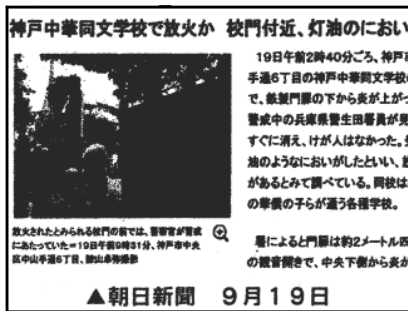 神戸中華同文学校で放火か 校門付近、灯油のにおい
19日午前2時40分ごろ、神戸市
手通6丁目の神戸中華同文学校の
で、鉄製門扉の下から炎が上がっ
警戒中の兵庫県警生田署員が発
すぐに消え、けが人はなかった。
油のようなにおいがしたといい、放
があるとみて調べている。同校は
の華僑の子らが通う各種学校。
署によると門扉は約2メートル四
の観音開きで、中央下側から炎が
放火されたとみられる校門の前では、警察官が警戒
にあたっていた=19日午前9時31分、神戸市中央
区中山手通6丁目、
▲朝日新聞 9月19日